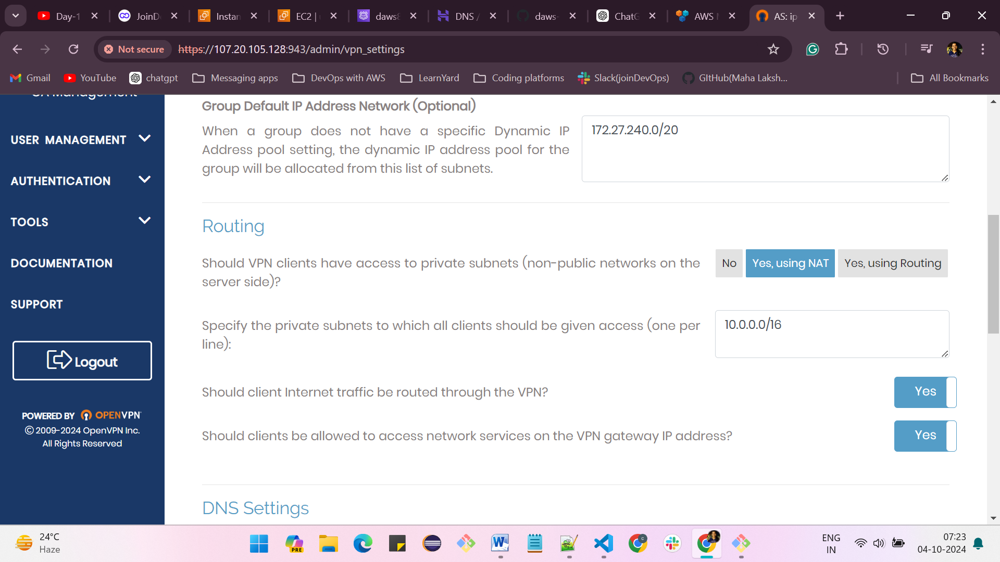 Day-1
JoinD
Instan
EC2 |
daws8
DNS /
daws-
ChatG
AWS
AS: ip
Not secure
https://107.20.105.128:943/admin/vpn_settings
Gmail
YouTube
chatgpt
Messaging apps
DevOps with AWS
LearnYard
Coding platforms
Slack(joinDevOps)
GItHub(Maha Laksh...
All Bookmarks
USER MANAGEMENT
AUTHENTICATION
TOOLS
DOCUMENTATION
SUPPORT
Logout
POWERED BY OPENVPN
© 2009-2024 OpenVPN Inc.
All Rights Reserved
Group Default IP Address Network (Optional)
When a group does not have a specific Dynamic IP
Address pool setting, the dynamic IP address pool for the
group will be allocated from this list of subnets.
172.27.240.0/20
Routing
Should VPN clients have access to private subnets (non-public networks on the
server side)?
No
Yes, using NAT
Yes, using Routing
Specify the private subnets to which all clients should be given access (one per
line):
10.0.0.0/16
Should client Internet traffic be routed through the VPN?
Yes
Should clients be allowed to access network services on the VPN gateway IP address?
Yes
DNS Settings
24°C
Haze
PRE
ENG
IN
07:23
04-10-2024